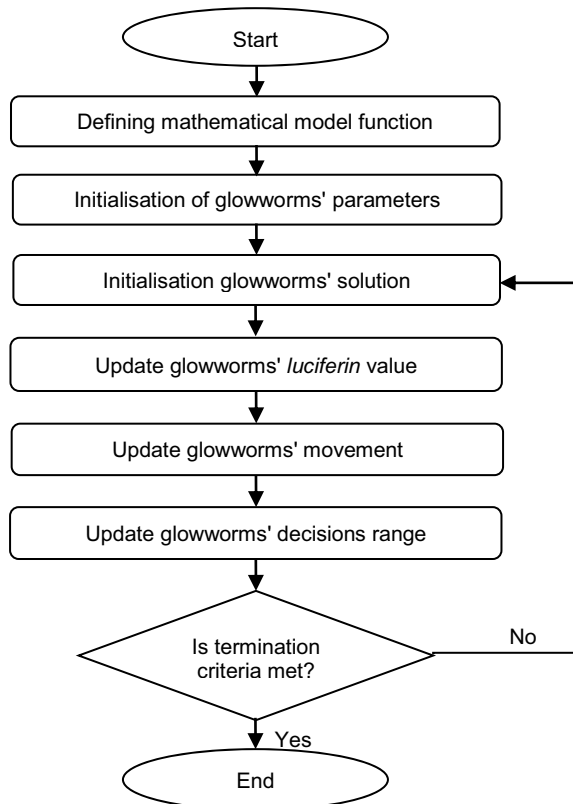 Start
Defining mathematical model function
Initialisation of glowworms' parameters
Initialisation glowworms' solution
Update glowworms' luciferin value
Update glowworms' movement
Update glowworms' decisions range
Is termination
criteria met?
No
Yes
End